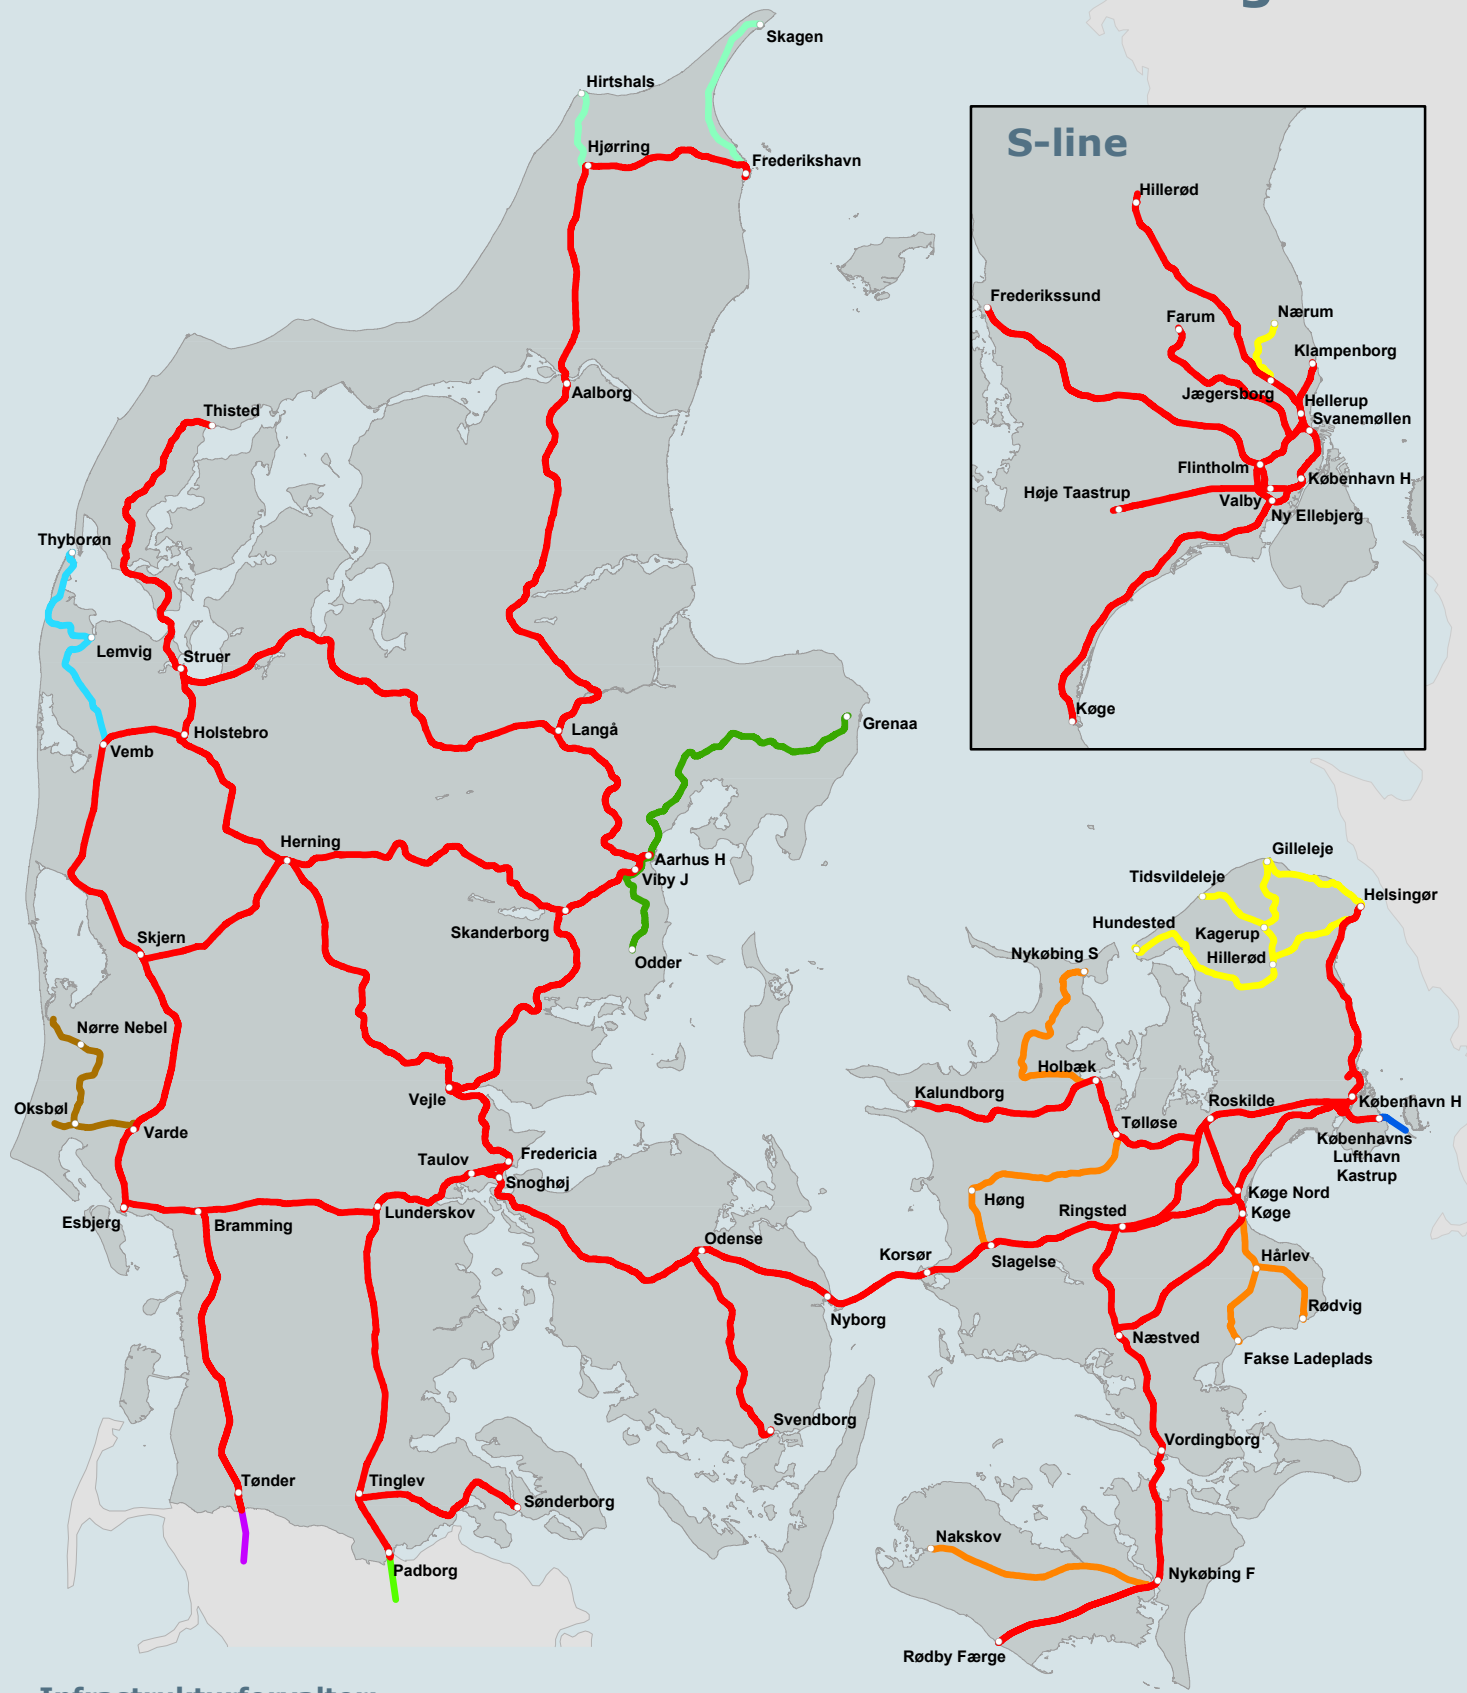 Skagen
Hirtshals
Hjørring
Frederikshavn
Aalborg
Thisted
Thyborøn
Lemvig
Struer
Holstebro
Vemb
Langå
Grenaa
Herning
Aarhus H
Viby J
Skanderborg
Odder
Skjern
Nørre Nebel
Oksbøl
Varde
Vejle
Fredericia
Taulov
Snoghøj
Esbjerg
Bramming
Lunderskov
Odense
Nyborg
Svendborg
Tønder
Tinglev
Sønderborg
Padborg
S-line
Hillerød
Frederikssund
Farum
Nærum
Klampenborg
Jægersborg
Hellerup
Svanemøllen
Flintholm
København H
Høje Taastrup
Valby
Ny Ellebjerg
Køge
Gilleleje
Tidsvildeleje
Helsingør
Hundested
Kagerup
Hillerød
Nykøbing S
Holbæk
Kalundborg
Roskilde
København H
Tølløse
Københavns
Lufthavn
Kastrup
Høng
Køge Nord
Køge
Ringsted
Korsør
Slagelse
Hårlev
Rødvig
Næstved
Fakse Ladeplads
Vordingborg
Nakskov
Nykøbing F
Rødby Færge